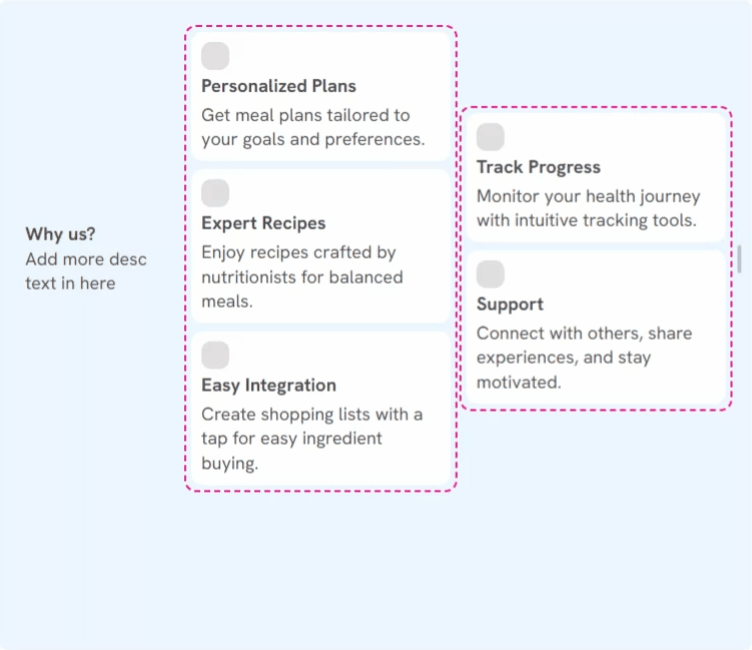 Why us?
Add more desc
text in here
Personalized Plans
Get meal plans tailored to
your goals and preferences.
Expert Recipes
Enjoy recipes crafted by
nutritionists for balanced
meals.
Easy Integration
Create shopping lists with a
tap for easy ingredient
buying.
Track Progress
Monitor your health journey
with intuitive tracking tools.
Support
Connect with others, share
experiences, and stay
motivated.